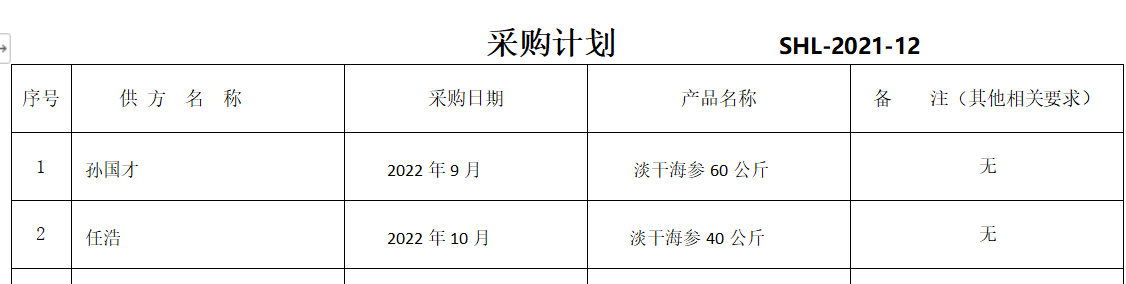 采购计划 SHL-2021-12
序号 供 方 名 称 采购日期 产品名称 备 注（其他相关要求）
1 孙国才 2022 年 9 月 淡干海参 60 公斤 无
2 任浩 2022 年 10 月 淡干海参 40 公斤 无